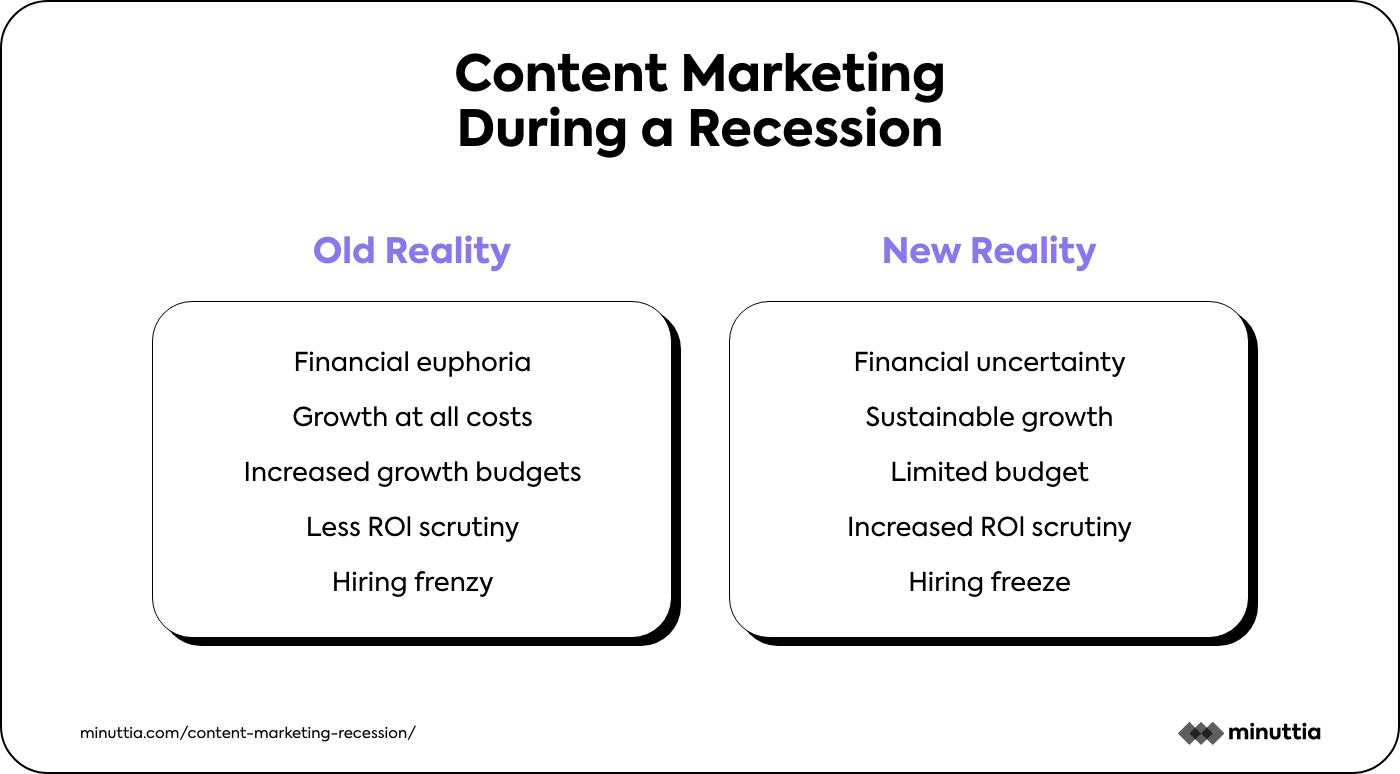 Content Marketing
During a Recession
Old Reality
Financial euphoria
Growth at all costs
Increased growth budgets
Less ROI scrutiny
Hiring frenzy
New Reality
Financial uncertainty
Sustainable growth
Limited budget
Increased ROI scrutiny
Hiring freeze
minuttia.com/content-marketing-recession/
minuttia